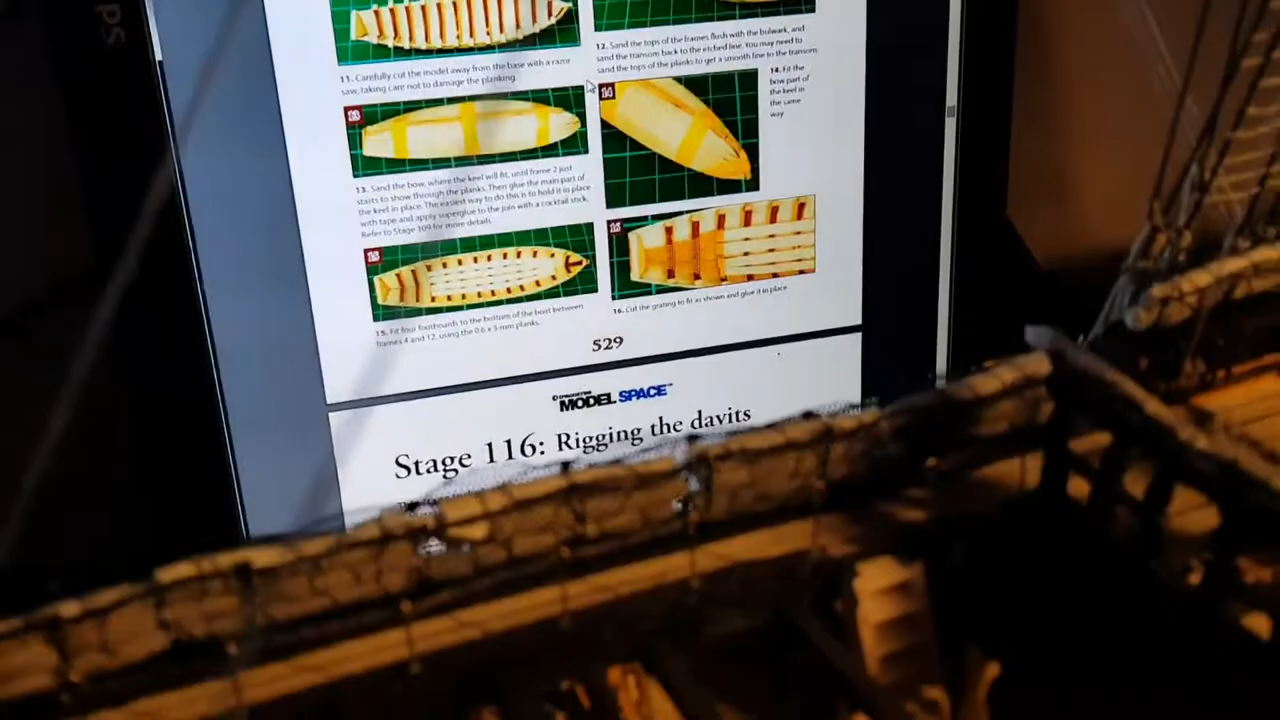 sd
11. Carefully cut the model away from the base with a razor
saw, taking care not to damage the planking.
12. Sand the tops of the frames flush with the bulwark, and
sand the transom back to the etched line. You may need to
sand the tops of the planks to get a smooth line to the transom.
13
14
14. Fit the
bow part of
the keel in
the same
way
13. Sand the bow, where the keel will fit, until frame 2 just
starts to show through the planks. Then glue the main part of
the keel in place. The easiest way to do this is to hold it in place
with tape and apply superglue to the join with a cocktail stick.
Refer to Stage 109 for more details.
15
15. Fit four footboards to the bottom of the boat between
frames 4 and 12, using the 0.6 x 5 mm planks.
16. Cut the grating to fit as shown and glue it in place
529
MODEL SPACE
Stage 116: Rigging the davits